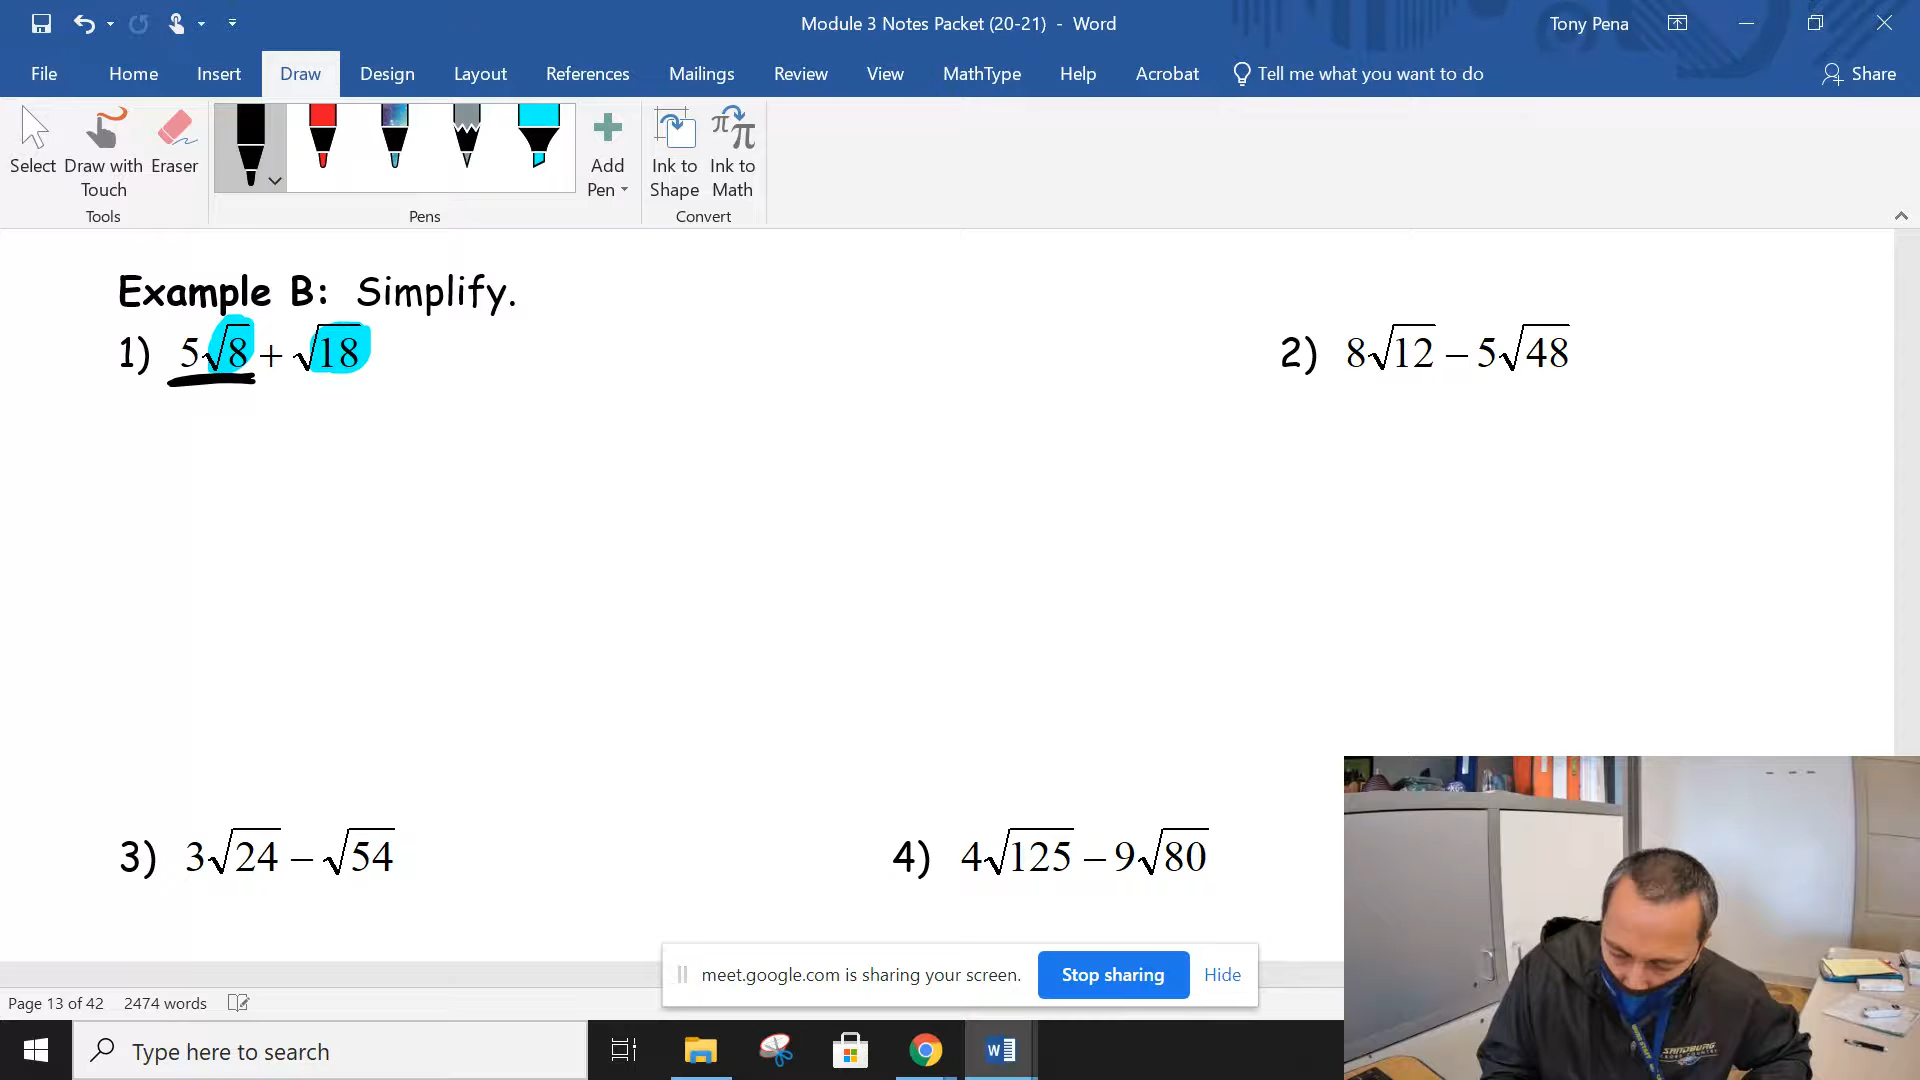 Module 3 Notes Packet (20-21) - Word
Tony Pena
File Home Insert Draw Design Layout References Mailings Review View MathType Help Acrobat Tell me what you want to do Share
Select Draw with Touch Eraser
Add Pen
Ink to Shape Ink to Math
Tools Pens Convert
Example B: Simplify.
1) 5√8 + √18
2) 8√12 – 5√48
3) 3√24 – √54
4) 4√125 – 9√80
meet.google.com is sharing your screen. Stop sharing Hide
Page 13 of 42 2474 words
Type here to search
SANDBURG